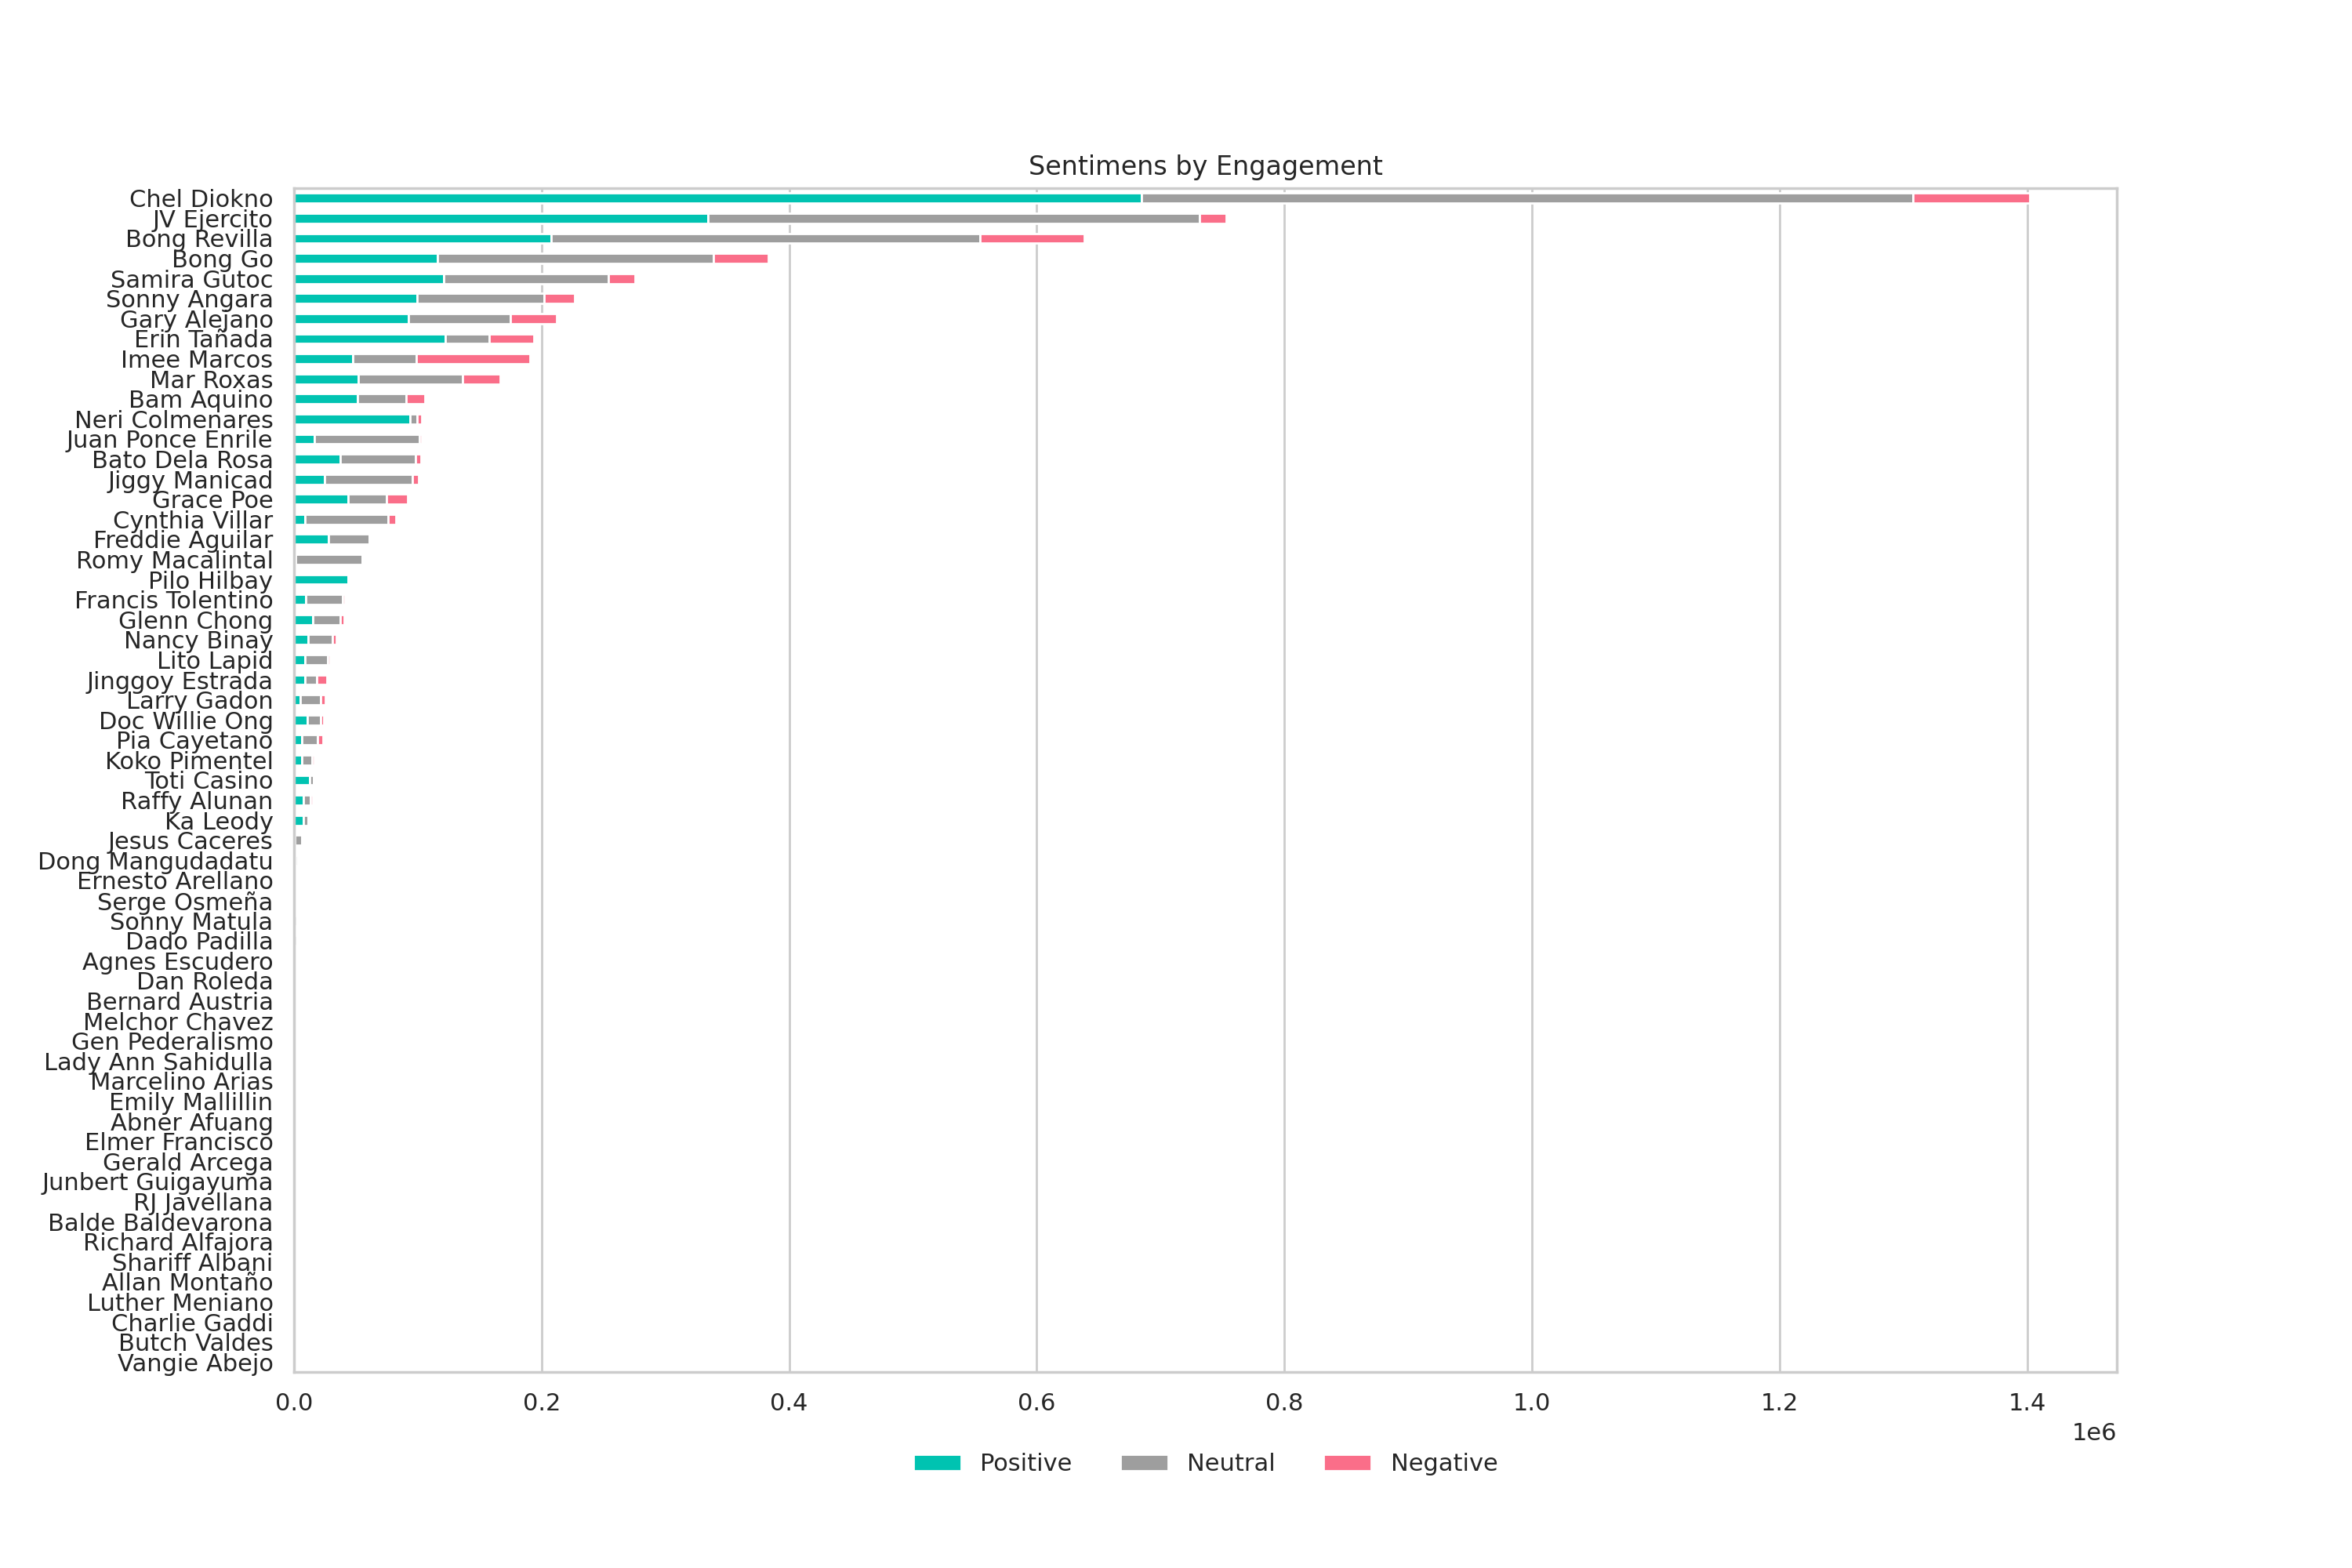 Sentimens by Engagement
Chel Diokno
JV Ejercito
Bong Revilla
Bong Go
Samira Gutoc
Sonny Angara
Gary Alejano
Erin Tañada
Imee Marcos
Mar Roxas
Bam Aquino
Neri Colmenares
Juan Ponce Enrile
Bato Dela Rosa
Jiggy Manicad
Grace Poe
Cynthia Villar
Freddie Aguilar
Romy Macalintal
Pilo Hilbay
Francis Tolentino
Glenn Chong
Nancy Binay
Lito Lapid
Jinggoy Estrada
Larry Gadon
Doc Willie Ong
Pia Cayetano
Koko Pimentel
Toti Casino
Raffy Alunan
Ka Leody
Jesus Caceres
Dong Mangudadatu
Ernesto Arellano
Serge Osmeña
Sonny Matula
Dado Padilla
Agnes Escudero
Dan Roleda
Bernard Austria
Melchor Chavez
Gen Pederalismo
Lady Ann Sahidulla
Marcelino Arias
Emily Mallillin
Abner Afuang
Elmer Francisco
Gerald Arcega
Junbert Guigayuma
RJ Javellana
Balde Baldevarona
Richard Alfajora
Shariff Albani
Allan Montaño
Luther Meniano
Charlie Gaddi
Butch Valdes
Vangie Abejo
0.0 0.2 0.4 0.6 0.8 1.0 1.2 1.4
1e6
Positive Neutral Negative